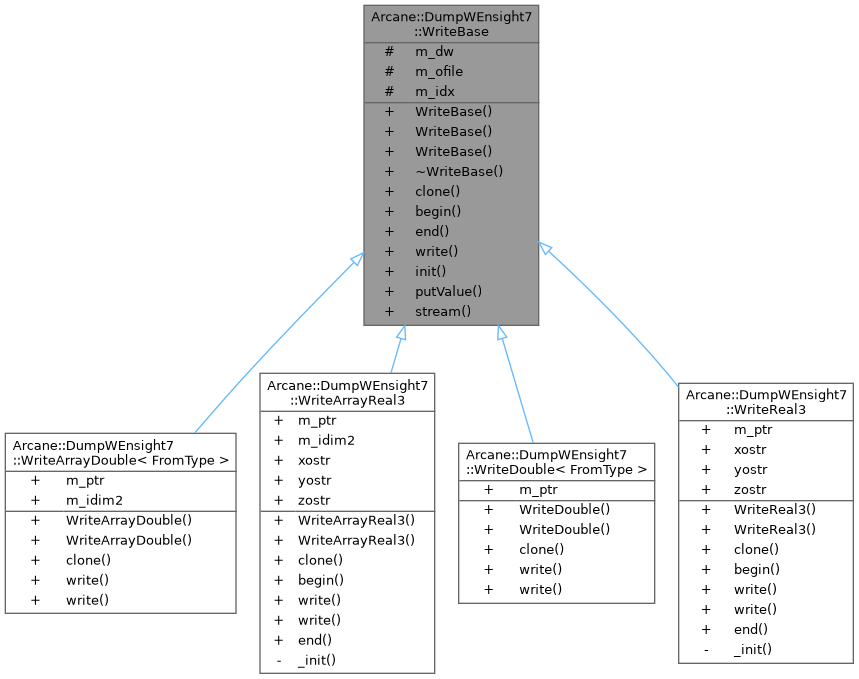 Arcane::DumpWEnsight7
::WriteBase
# m_dw
# m_ofile
# m_idx
+ WriteBase()
+ WriteBase()
+ WriteBase()
+ ~WriteBase()
+ clone()
+ begin()
+ end()
+ write()
+ init()
+ putValue()
+ stream()
Arcane::DumpWEnsight7
::WriteArrayDouble< FromType >
+ m_ptr
+ m_idim2
+ WriteArrayDouble()
+ WriteArrayDouble()
+ clone()
+ write()
+ write()
Arcane::DumpWEnsight7
::WriteArrayReal3
+ m_ptr
+ m_idim2
+ xostr
+ yostr
+ zostr
+ WriteArrayReal3()
+ WriteArrayReal3()
+ clone()
+ begin()
+ write()
+ write()
+ end()
- _init()
Arcane::DumpWEnsight7
::WriteDouble< FromType >
+ m_ptr
+ WriteDouble()
+ WriteDouble()
+ clone()
+ write()
+ write()
Arcane::DumpWEnsight7
::WriteReal3
+ m_ptr
+ xostr
+ yostr
+ zostr
+ WriteReal3()
+ WriteReal3()
+ clone()
+ begin()
+ write()
+ write()
+ end()
- _init()